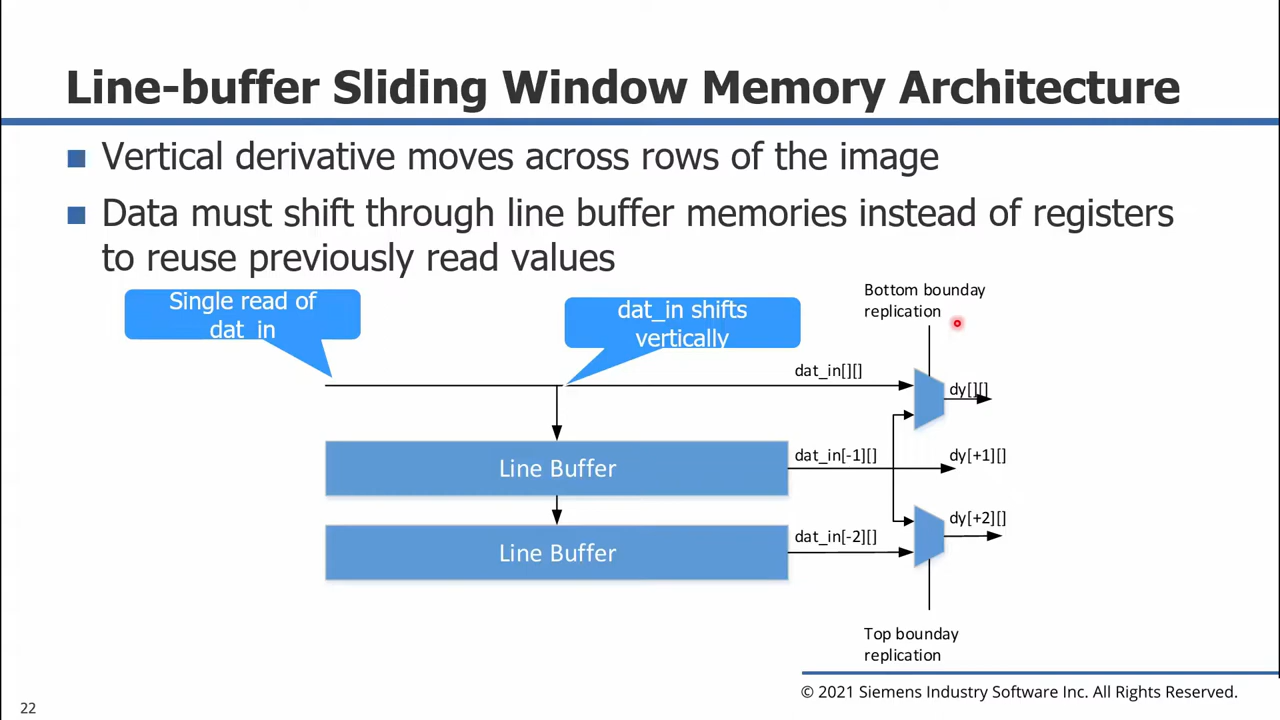 Line-buffer Sliding Window Memory Architecture
Vertical derivative moves across rows of the image
Data must shift through line buffer memories instead of registers
to reuse previously read values
Single read of
dat_in
dat_in shifts
vertically
Bottom bounday
replication
dat_in[][]
dy[][]
Line Buffer
dat_in[-1][]
dy[+1][]
Line Buffer
dat_in[-2][]
dy[+2][]
Top bounday
replication
© 2021 Siemens Industry Software Inc. All Rights Reserved.
22